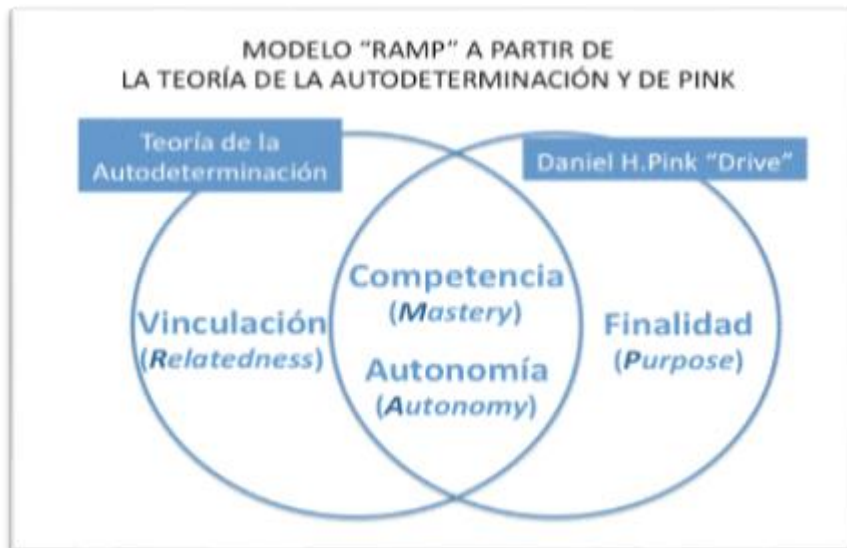 MODELO “RAMP” A PARTIR DE
LA TEORÍA DE LA AUTODETERMINACIÓN Y DE PINK
Teoría de la
Autodeterminación
Daniel H.Pink “Drive”
Vinculación
(Relatedness)
Competencia
(Mastery)
Autonomía
(Autonomy)
Finalidad
(Purpose)